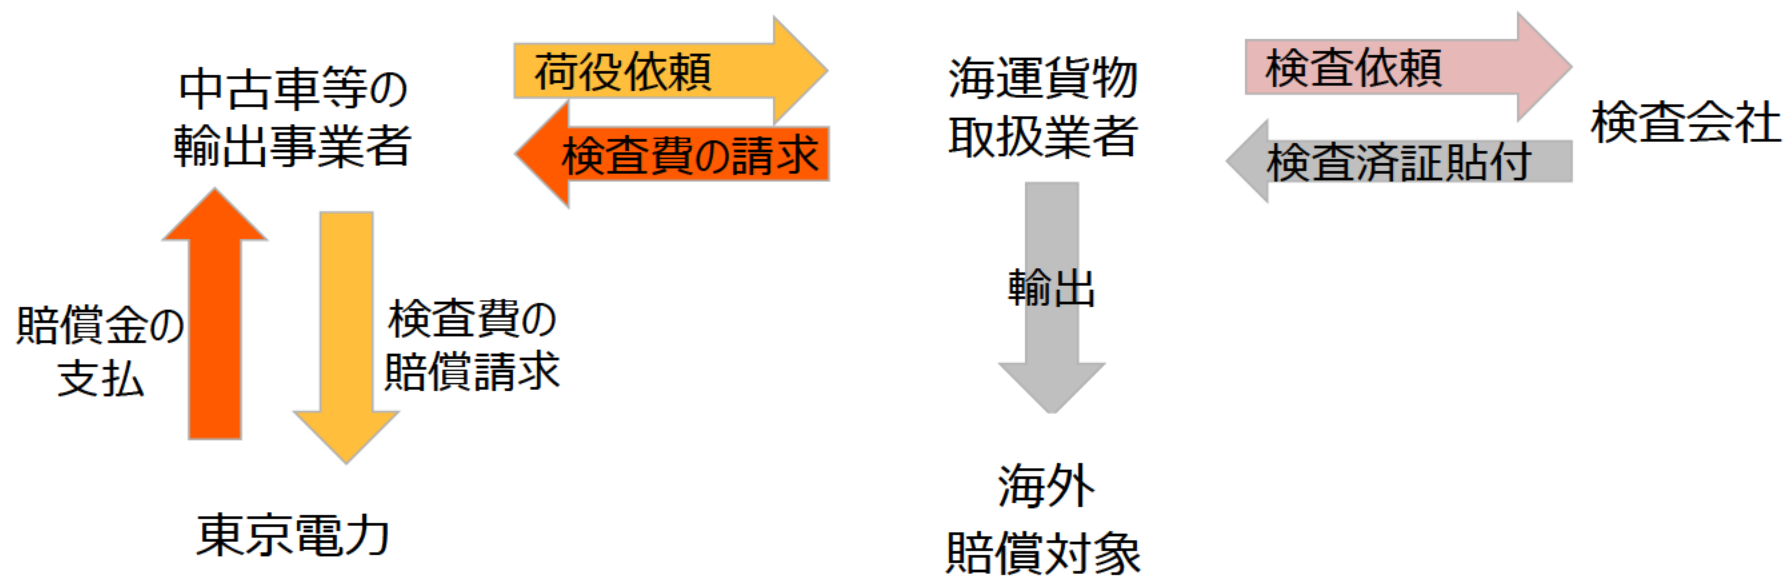 中古車等の
輸出事業者
荷役依頼
検査費の請求
海運貨物
取扱業者
検査依頼
検査済証貼付
検査会社
賠償金の
支払
検査費の
賠償請求
輸出
東京電力
海外
賠償対象